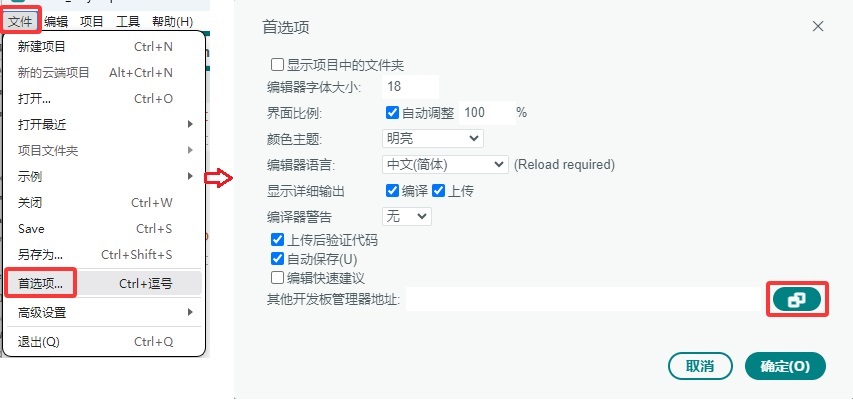 文件 编辑 项目 工具 帮助(H)
新建项目 Ctrl+N
新的云端项目 Alt+Ctrl+N
打开... Ctrl+O
打开最近
项目文件夹
示例
关闭 Ctrl+W
Save Ctrl+S
另存为... Ctrl+Shift+S
首选项... Ctrl+逗号
高级设置
退出(Q) Ctrl+Q
首选项
显示项目中的文件夹
编辑器字体大小: 18
界面比例: 自动调整 100 %
颜色主题: 明亮
编辑器语言: 中文(简体) (Reload required)
显示详细输出 编译 上传
编译器警告 无
上传后验证代码
自动保存(U)
编辑快速建议
其他开发板管理器地址:
取消 确定(O)